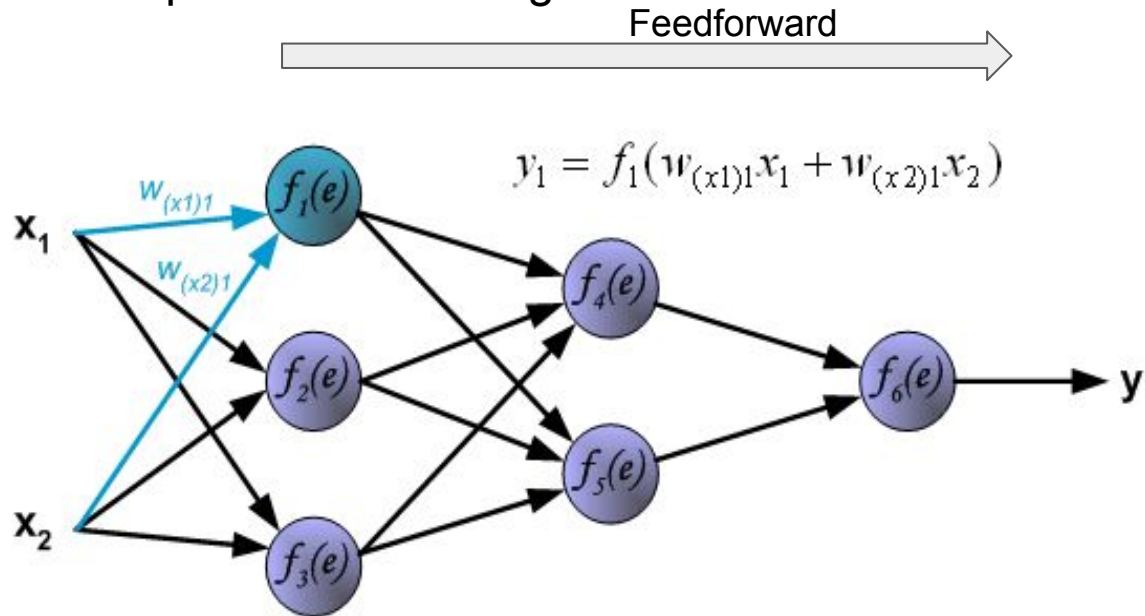 Feedforward
y₁ = f₁(w₍ₓ₁₎₁x₁ + w₍ₓ₂₎₁x₂)
f₁(e)
w₍ₓ₁₎₁
x₁
w₍ₓ₂₎₁
f₄(e)
f₂(e)
f₆(e)
y
f₅(e)
x₂
f₃(e)